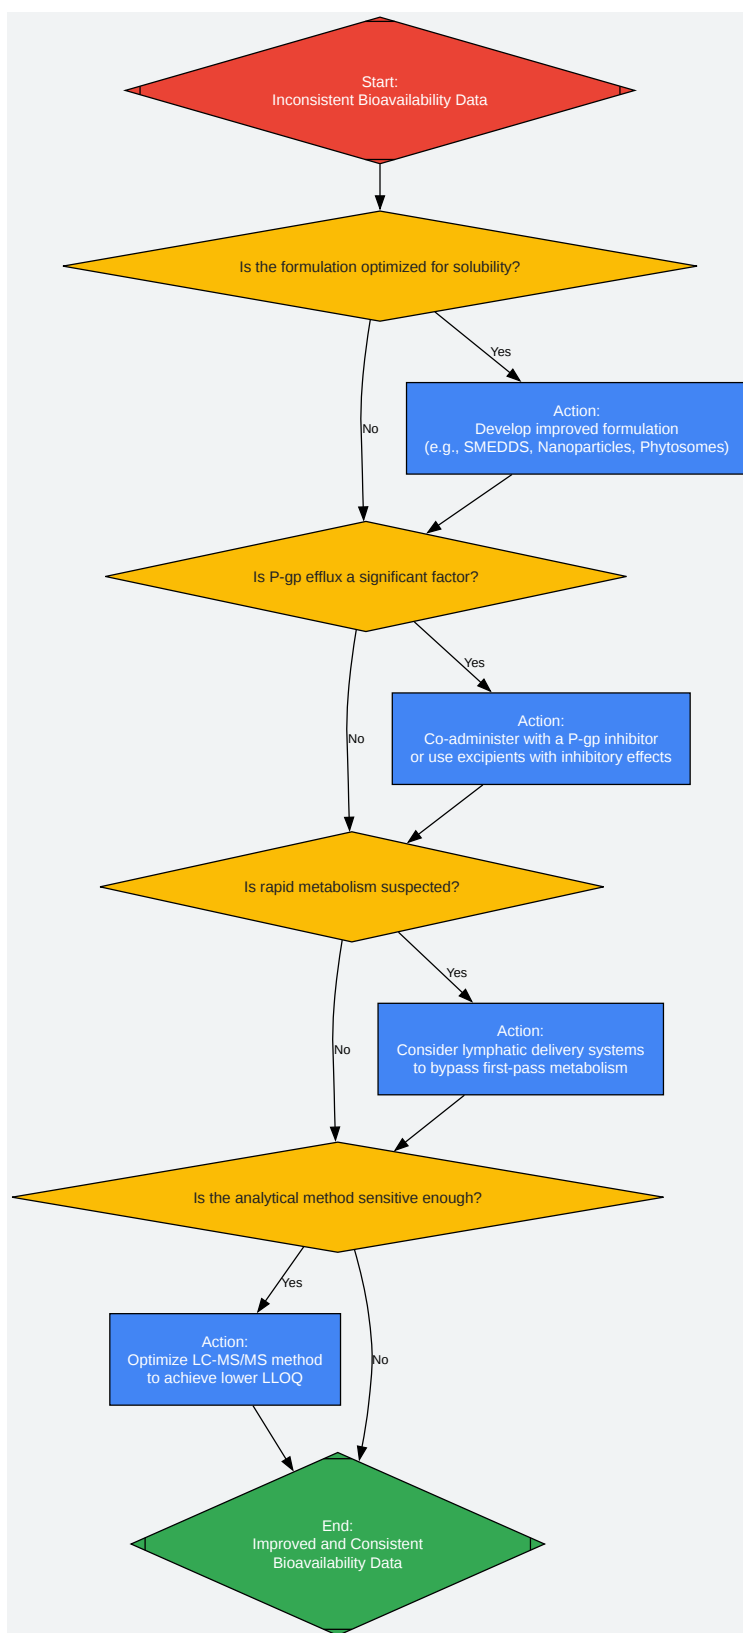 Start:
Inconsistent Bioavailability Data
Is the formulation optimized for solubility?
Yes
Action:
Develop improved formulation
(e.g., SMEDDS, Nanoparticles, Phytosomes)
No
Is P-gp efflux a significant factor?
Yes
Action:
Co-administer with a P-gp inhibitor
or use excipients with inhibitory effects
No
Is rapid metabolism suspected?
Yes
Action:
Consider lymphatic delivery systems
to bypass first-pass metabolism
No
Is the analytical method sensitive enough?
Yes
Action:
Optimize LC-MS/MS method
to achieve lower LLOQ
No
End:
Improved and Consistent
Bioavailability Data